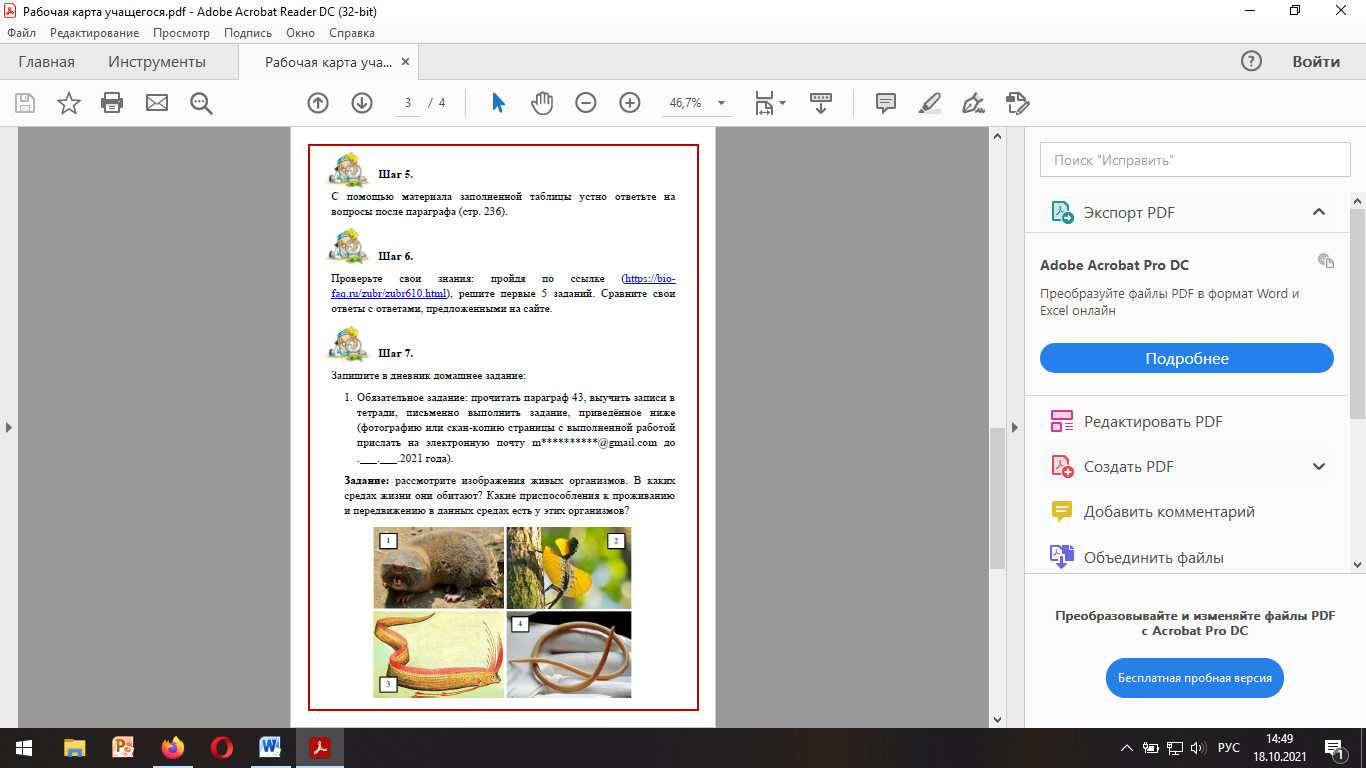 Рабочая карта учащегося.pdf - Adobe Acrobat Reader DC (32-bit)
Файл Редактирование Просмотр Подпись Окно Справка
Главная Инструменты Рабочая карта уча... × Войти
3 / 4 46,7%
Шаг 5.
С помощью материала заполненной таблицы устно ответьте на
вопросы после параграфа (стр. 236).
Шаг 6.
Проверьте свои знания: пройдя по ссылке (https://bio-
faq.ru/zubr/zubr610.html), решите первые 5 заданий. Сравните свои
ответы с ответами, предложенными на сайте.
Шаг 7.
Запишите в дневник домашнее задание:
1. Обязательное задание: прочитать параграф 43, выучить записи в
тетради, письменно выполнить задание, приведённое ниже
(фотографию или скан-копию страницы с выполненной работой
прислать на электронную почту m**********@gmail.com до
.___.___.2021 года).
Задание: рассмотрите изображения живых организмов. В каких
средах жизни они обитают? Какие приспособления к проживанию
и передвижению в данных средах есть у этих организмов?
1
2
3
4
Поиск "Исправить"
Экспорт PDF
Adobe Acrobat Pro DC
Преобразуйте файлы PDF в формат Word и
Excel онлайн
Подробнее
Редактировать PDF
Создать PDF
Добавить комментарий
Объединить файлы
Преобразовывайте и изменяйте файлы PDF
с Acrobat Pro DC
Бесплатная пробная версия
РУС
14:49
18.10.2021
1